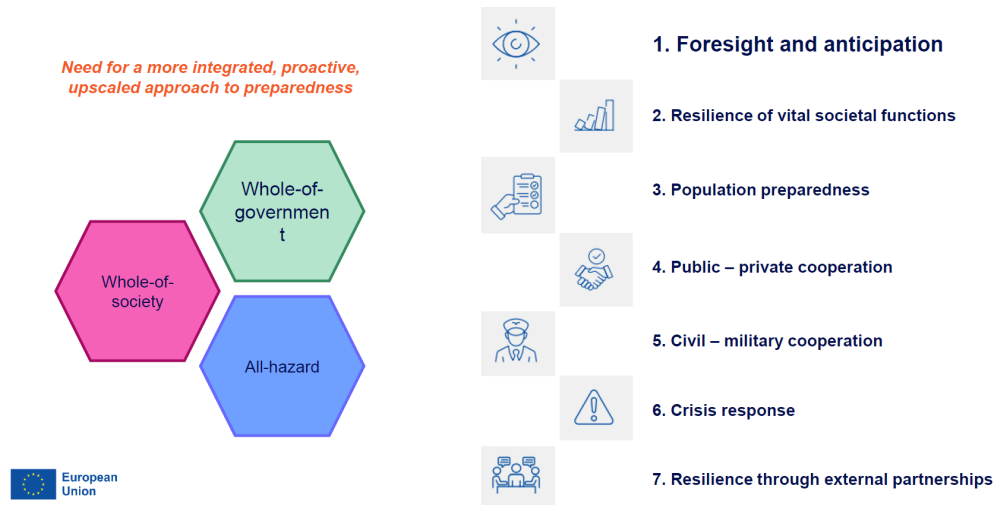 Need for a more integrated, proactive,
upscaled approach to preparedness
Whole-of-
governmen
t
Whole-of-
society
All-hazard
European
Union
1. Foresight and anticipation
2. Resilience of vital societal functions
3. Population preparedness
4. Public – private cooperation
5. Civil – military cooperation
6. Crisis response
7. Resilience through external partnerships